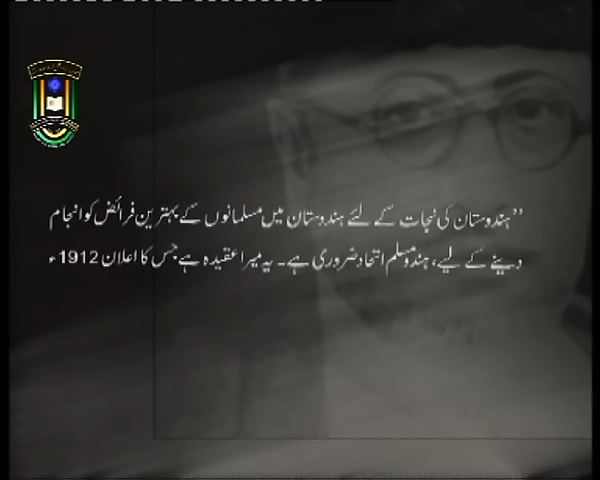 ”ہندوستان کی نجات کے لئے ہندوستان میں مسلمانوں کے بہترین فرائض کو انجام
دینے کے لیے، ہندو مسلم اتحاد ضروری ہے۔ یہ میرا عقیدہ ہے جس کا اعلان 1912ء